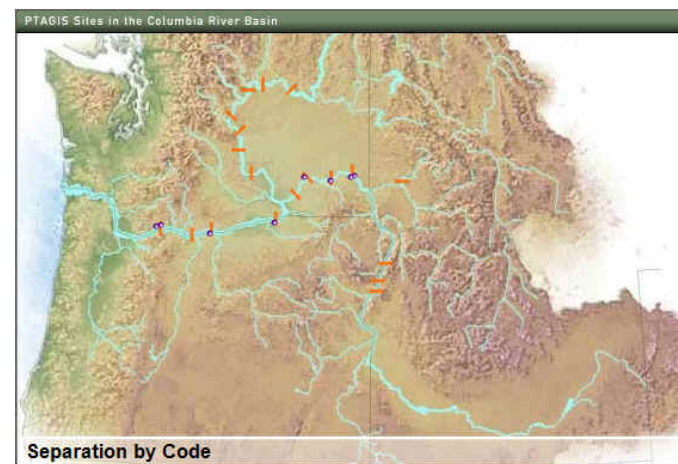 PTAGIS Sites in the Columbia River Basin
Separation by Code